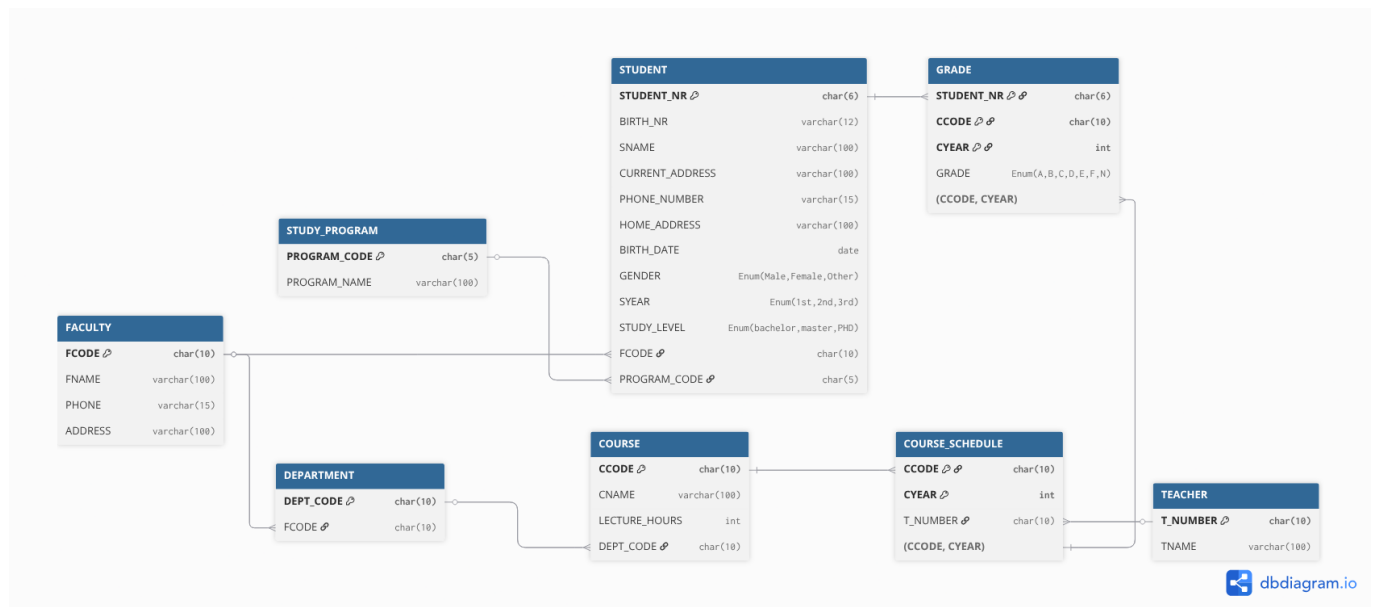 STUDENT
STUDENT_NR char(6)
BIRTH_NR varchar(12)
SNAME varchar(100)
CURRENT_ADDRESS varchar(100)
PHONE_NUMBER varchar(15)
HOME_ADDRESS varchar(100)
BIRTH_DATE date
GENDER Enum(Male,Female,Other)
SYEAR Enum(1st,2nd,3rd)
STUDY_LEVEL Enum(bachelor,master,PHD)
FCODE char(10)
PROGRAM_CODE char(5)
GRADE
STUDENT_NR char(6)
CCODE char(10)
CYEAR int
GRADE Enum(A,B,C,D,E,F,N)
(CCODE, CYEAR)
STUDY_PROGRAM
PROGRAM_CODE char(5)
PROGRAM_NAME varchar(100)
FACULTY
FCODE char(10)
FNAME varchar(100)
PHONE varchar(15)
ADDRESS varchar(100)
DEPARTMENT
DEPT_CODE char(10)
FCODE char(10)
COURSE
CCODE char(10)
CNAME varchar(100)
LECTURE_HOURS int
DEPT_CODE char(10)
COURSE_SCHEDULE
CCODE char(10)
CYEAR int
T_NUMBER char(10)
(CCODE, CYEAR)
TEACHER
T_NUMBER char(10)
TNAME varchar(100)
dbdiagram.io